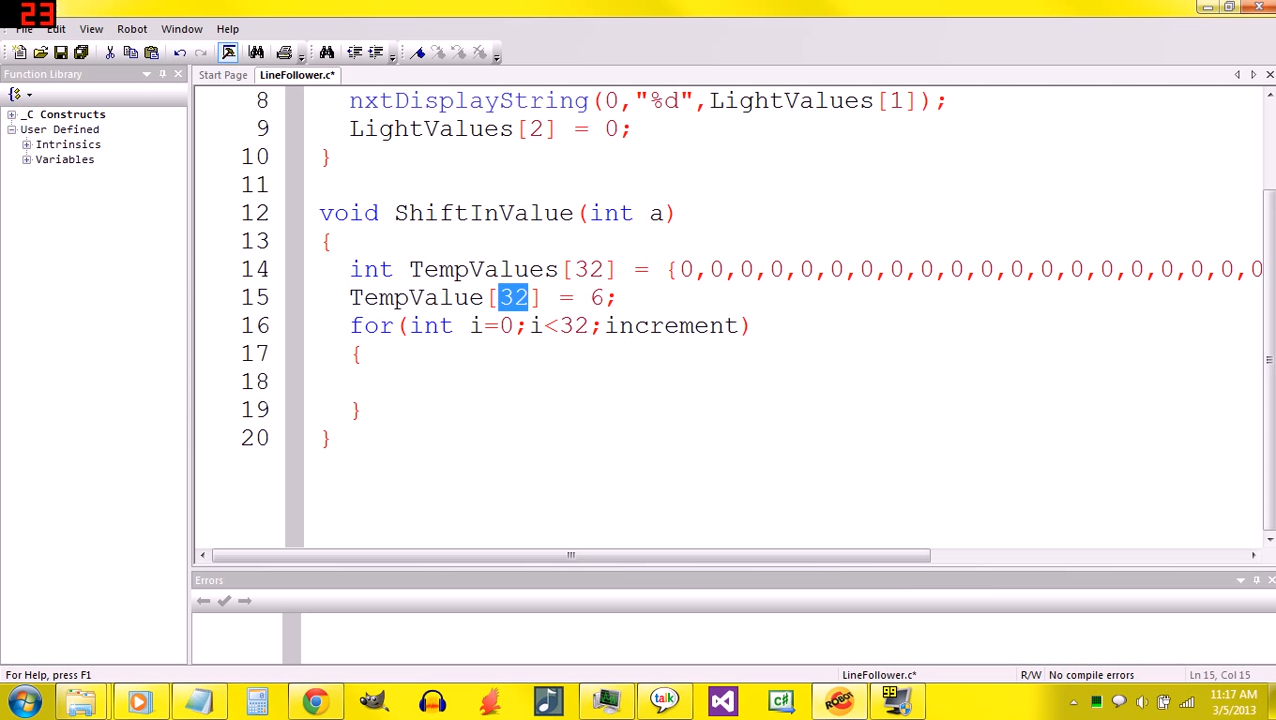 23
File Edit View Robot Window Help
Function Library
Start Page LineFollower.c*
_C Constructs
User Defined
Intrinsics
Variables
8 nxtDisplayString(0,"%d",LightValues[1]);
9 LightValues[2] = 0;
10 }
11
12 void ShiftInValue(int a)
13 {
14 int TempValues[32] = {0,0,0,0,0,0,0,0,0,0,0,0,0,0,0,0,0,0,0,0
15 TempValue[32] = 6;
16 for(int i=0;i<32;increment)
17 {
18
19 }
20 }
Errors
For Help, press F1 LineFollower.c* R/W No compile errors Ln 15, Col 15
talk C# ROBOT 99
11:17 AM
3/5/2013